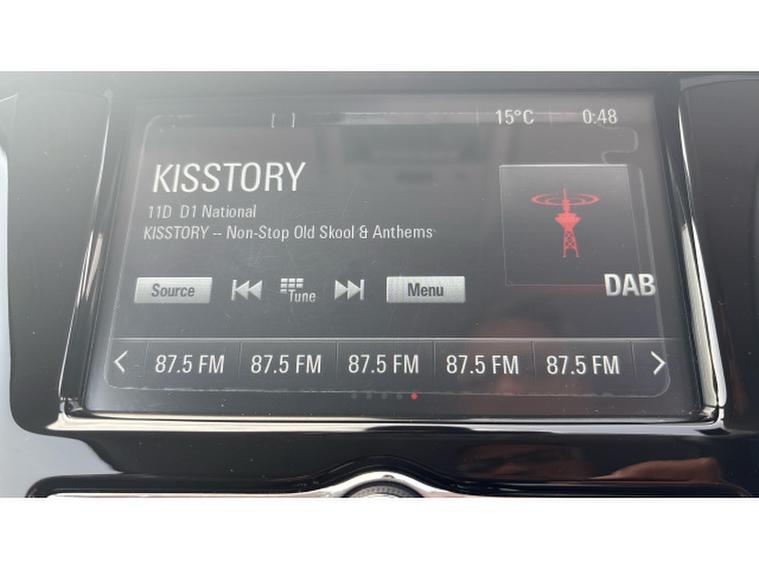 [ ] 15°C 0:48
KISSTORY
11D D1 National
KISSTORY -- Non-Stop Old Skool & Anthems
DAB
Source Tune Menu
87.5 FM 87.5 FM 87.5 FM 87.5 FM 87.5 FM